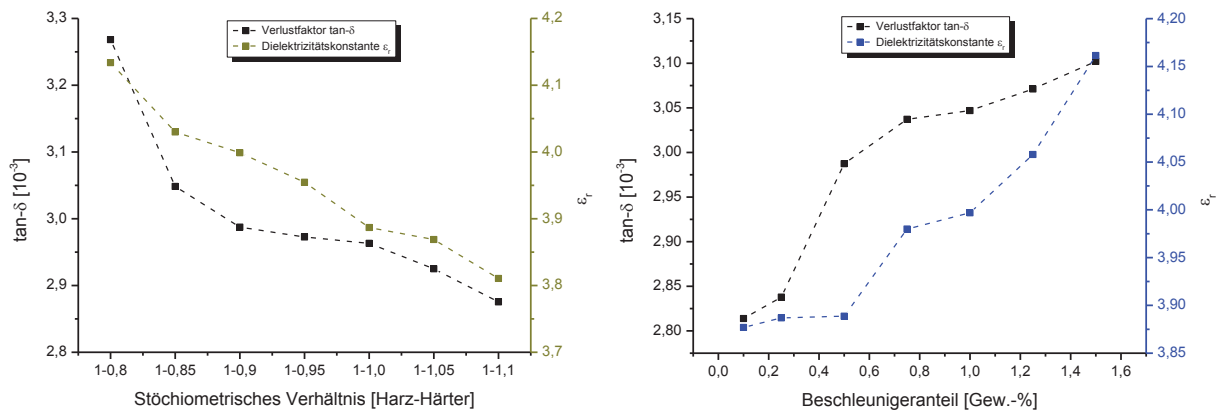 Verlustfaktor tan-δ
Dielektrizitätskonstante εr
3,3
3,2
3,1
3,0
2,9
2,8
tan-δ [10-3]
4,2
4,1
4,0
3,9
3,8
3,7
εr
1-0,8 1-0,85 1-0,9 1-0,95 1-1,0 1-1,05 1-1,1
Stöchiometrisches Verhältnis [Harz-Härter]
Verlustfaktor tan-δ
Dielektrizitätskonstante εr
3,15
3,10
3,05
3,00
2,95
2,90
2,85
2,80
tan-δ [10-3]
4,20
4,15
4,10
4,05
4,00
3,95
3,90
3,85
εr
0,0 0,2 0,4 0,6 0,8 1,0 1,2 1,4 1,6
Beschleunigeranteil [Gew.-%]